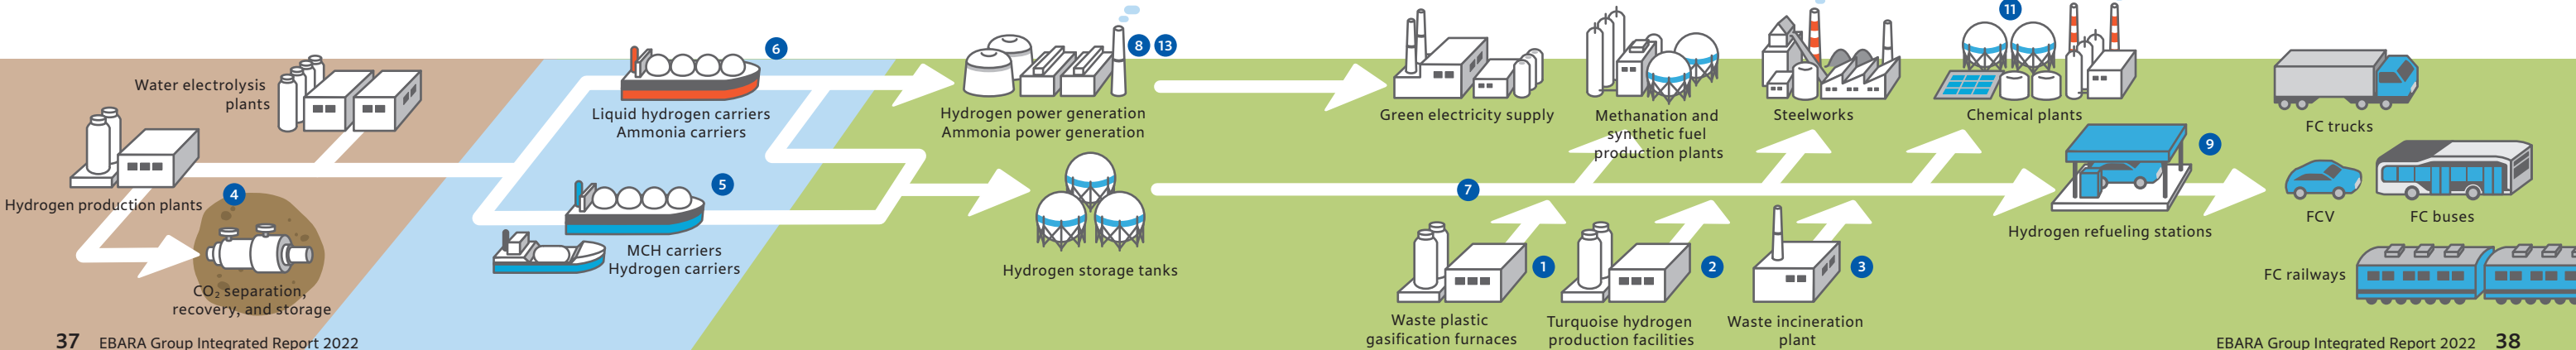 Water electrolysis
plants
Hydrogen production plants
4
CO₂ separation,
recovery, and storage
6
Liquid hydrogen carriers
Ammonia carriers
5
MCH carriers
Hydrogen carriers
8 13
Hydrogen power generation
Ammonia power generation
Hydrogen storage tanks
Green electricity supply
Methanation and
synthetic fuel
production plants
Steelworks
11
Chemical plants
7
1
Waste plastic
gasification furnaces
2
Turquoise hydrogen
production facilities
3
Waste incineration
plant
9
Hydrogen refueling stations
FC trucks
FCV
FC buses
FC railways
37 EBARA Group Integrated Report 2022
EBARA Group Integrated Report 2022 38